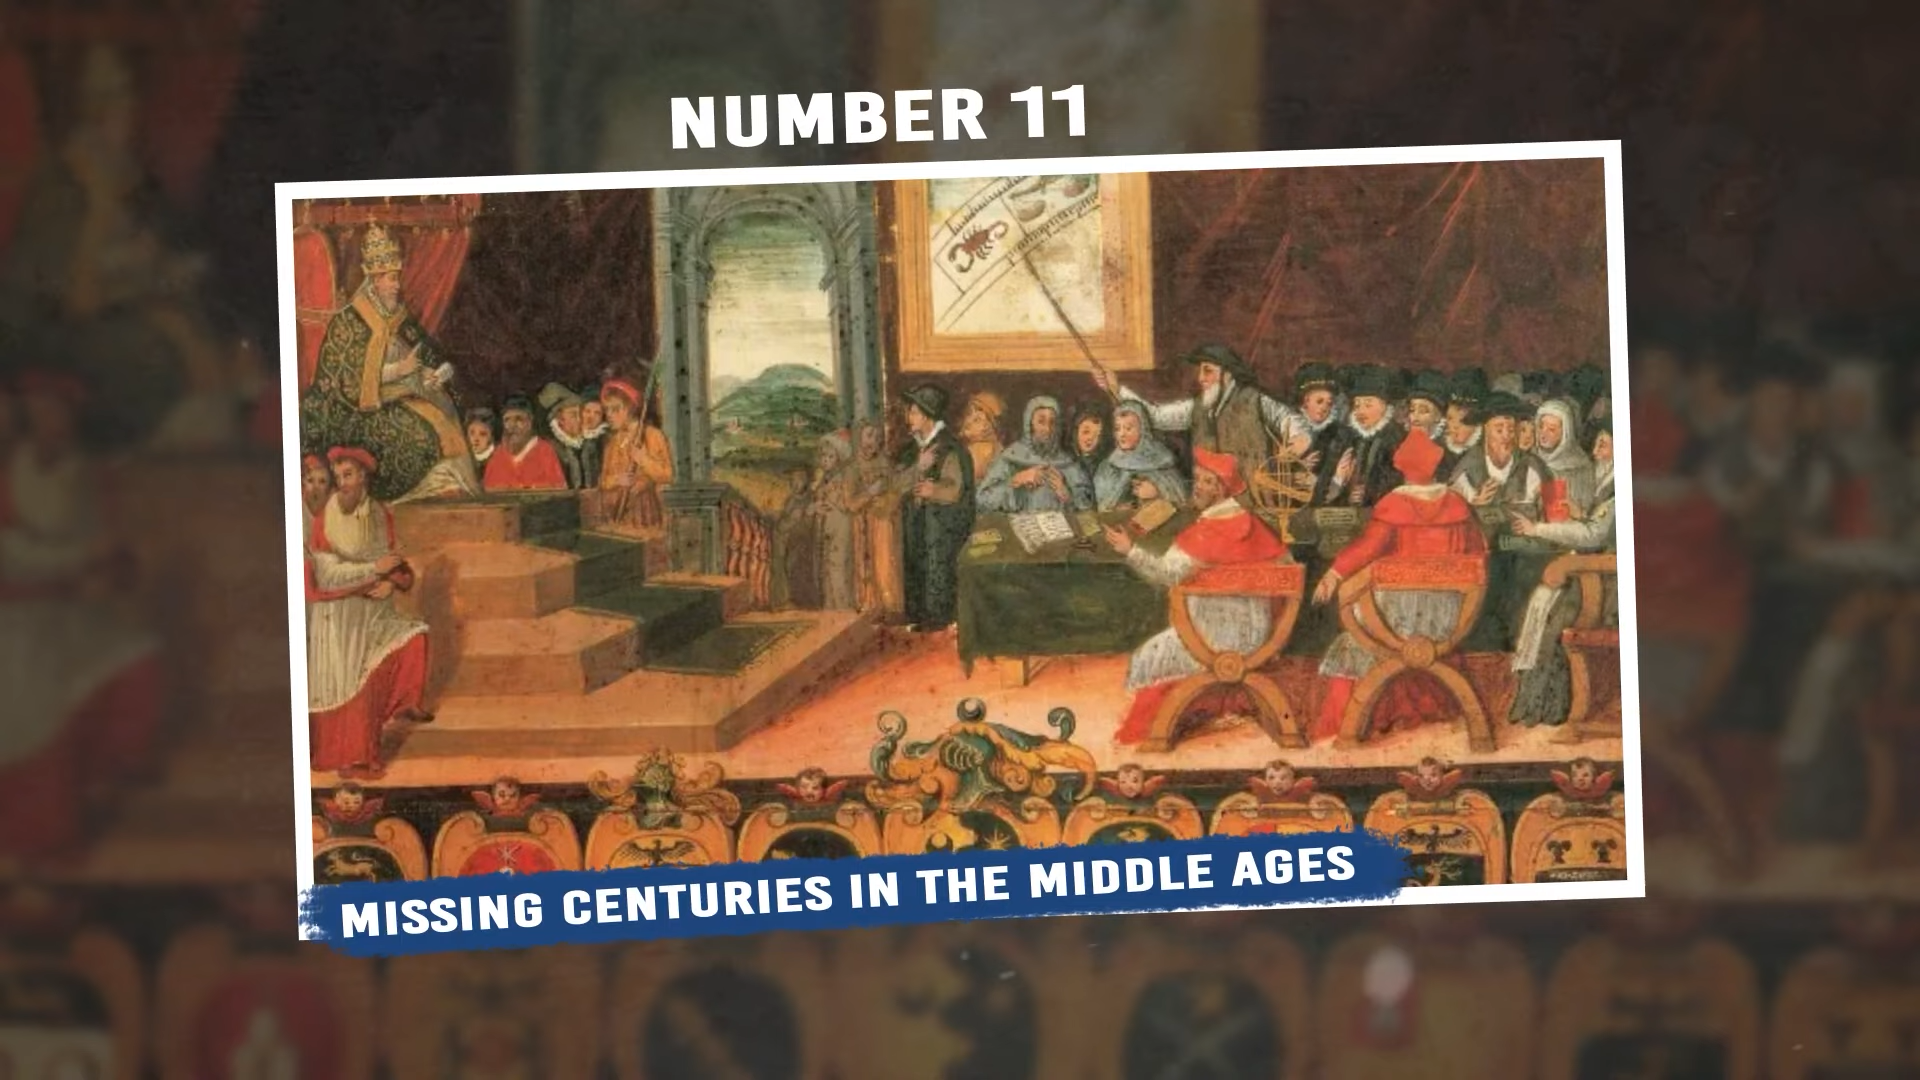 NUMBER 11
MISSING CENTURIES IN THE MIDDLE AGES